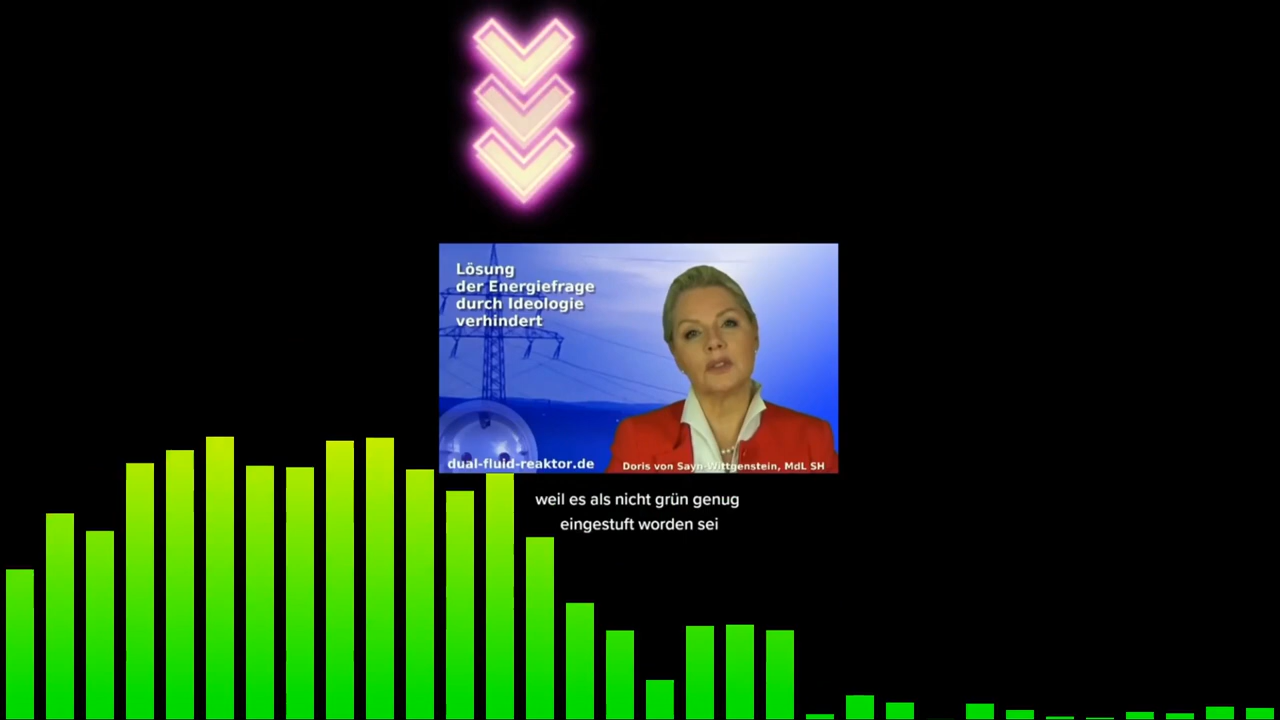 Lösung
der Energiefrage
durch Ideologie
verhindert
dual-fluid-reaktor.de
Doris von Sayn-Wittgenstein, MdL SH
weil es als nicht grün genug
eingestuft worden sei